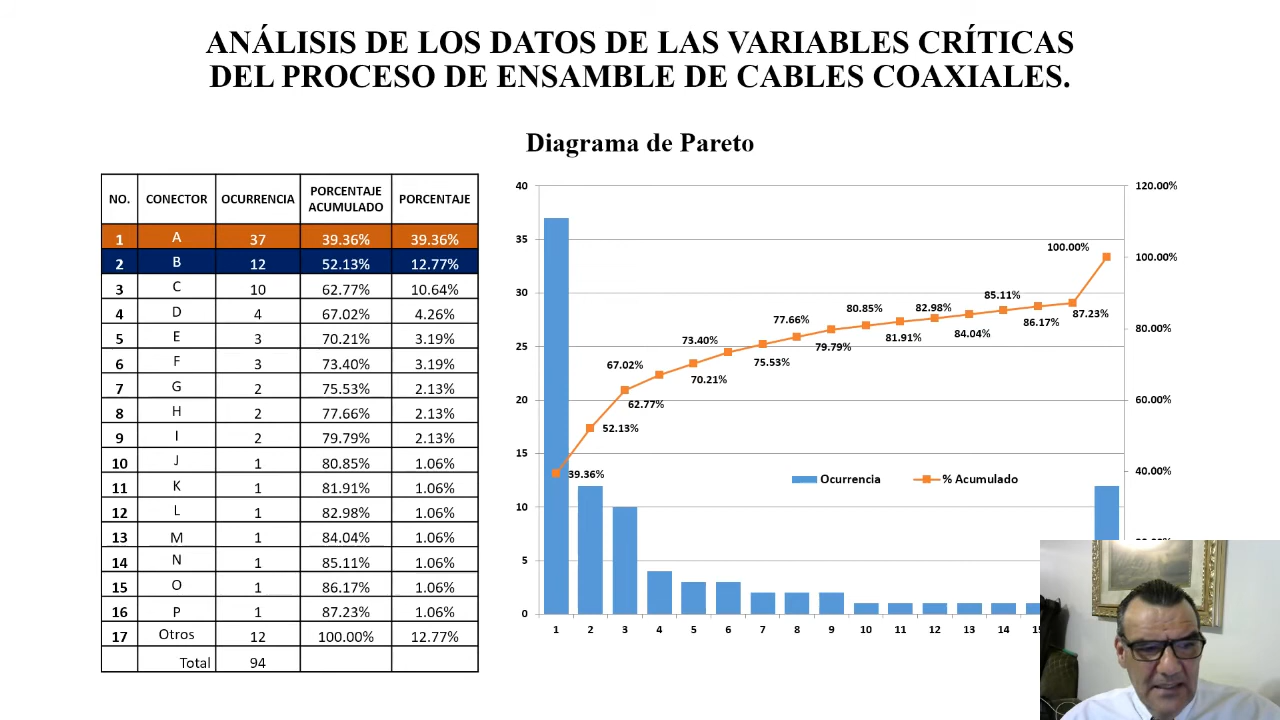 ANÁLISIS DE LOS DATOS DE LAS VARIABLES CRÍTICAS
DEL PROCESO DE ENSAMBLE DE CABLES COAXIALES.
Diagrama de Pareto
NO. CONECTOR OCURRENCIA PORCENTAJE ACUMULADO PORCENTAJE
1 A 37 39.36% 39.36%
2 B 12 52.13% 12.77%
3 C 10 62.77% 10.64%
4 D 4 67.02% 4.26%
5 E 3 70.21% 3.19%
6 F 3 73.40% 3.19%
7 G 2 75.53% 2.13%
8 H 2 77.66% 2.13%
9 I 2 79.79% 2.13%
10 J 1 80.85% 1.06%
11 K 1 81.91% 1.06%
12 L 1 82.98% 1.06%
13 M 1 84.04% 1.06%
14 N 1 85.11% 1.06%
15 O 1 86.17% 1.06%
16 P 1 87.23% 1.06%
17 Otros 12 100.00% 12.77%
Total 94
40
35
30
25
20
15
10
5
0
120.00%
100.00%
80.00%
60.00%
40.00%
39.36%
52.13%
62.77%
67.02%
70.21%
73.40%
75.53%
77.66%
79.79%
80.85%
81.91%
82.98%
84.04%
85.11%
86.17%
87.23%
100.00%
Ocurrencia % Acumulado
1 2 3 4 5 6 7 8 9 10 11 12 13 14